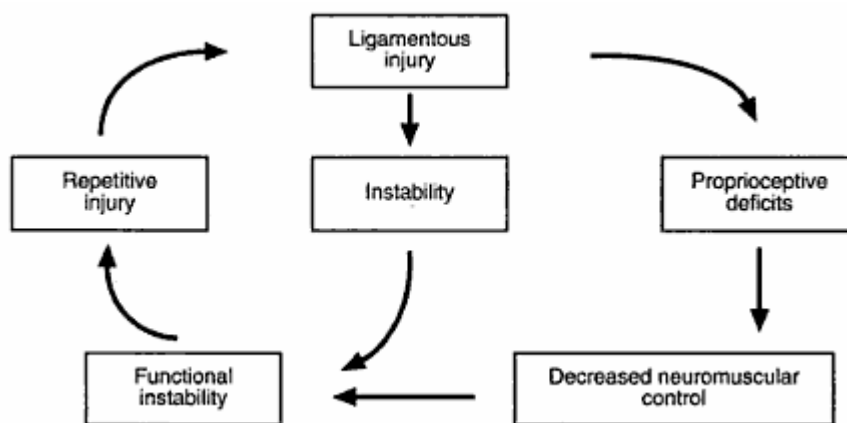 Ligamentous
injury
Repetitive
injury
Instability
Proprioceptive
deficits
Functional
instability
Decreased neuromuscular
control